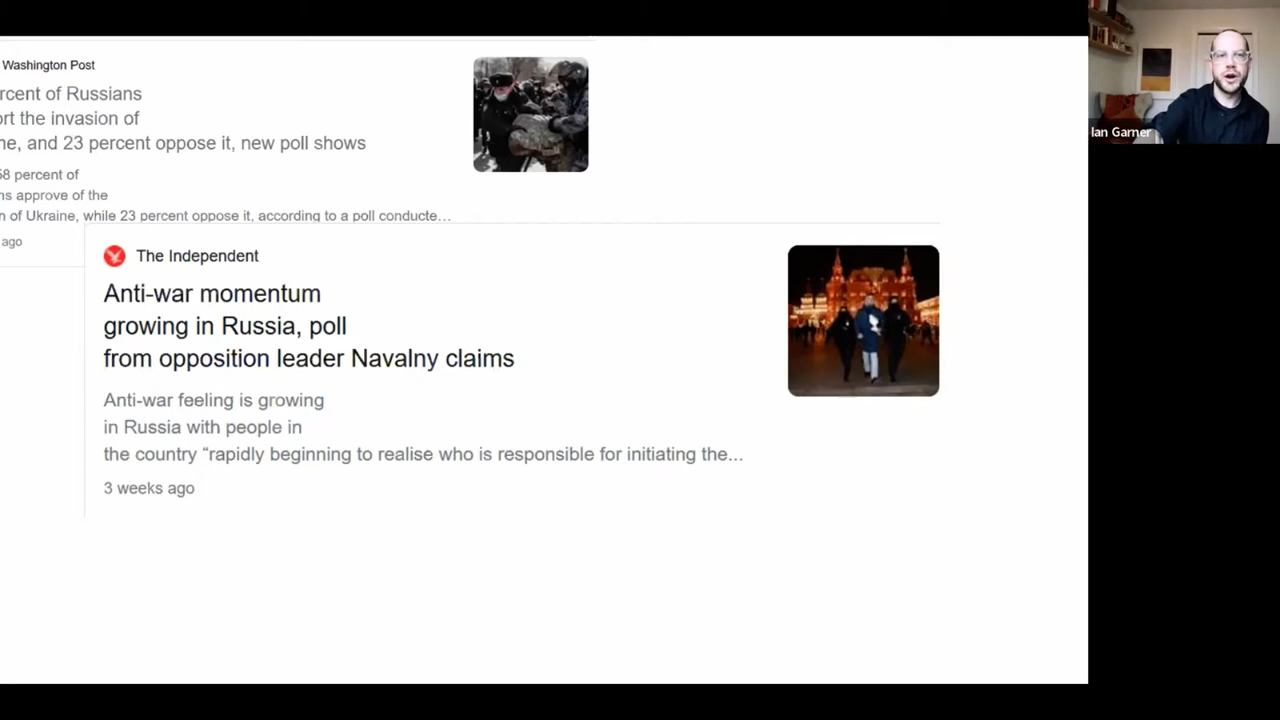 Washington Post
rcent of Russians
rt the invasion of
ne, and 23 percent oppose it, new poll shows
58 percent of
ns approve of the
n of Ukraine, while 23 percent oppose it, according to a poll conducte…
ago
The Independent
Anti-war momentum
growing in Russia, poll
from opposition leader Navalny claims
Anti-war feeling is growing
in Russia with people in
the country “rapidly beginning to realise who is responsible for initiating the...
3 weeks ago
Ian Garner